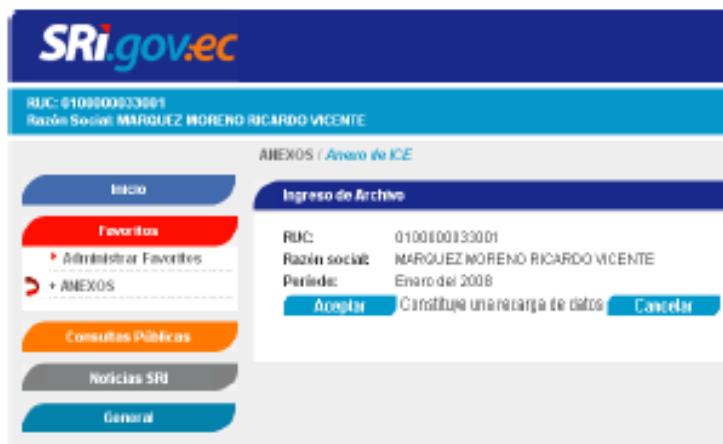 SRi.gov.ec
RUC: 0100000033001
Razón Social: MARQUEZ MORENO RICARDO VICENTE
ANEXOS / Anexo de ICE
Inicio
Favoritos
Administrar Favoritos
+ ANEXOS
Consultas Públicas
Noticias SRI
General
Ingreso de Archivo
RUC: 0100000033001
Razón social: MARQUEZ MORENO RICARDO VICENTE
Periodo: Enero del 2008
Aceptar Constituye una recarga de datos Cancelar